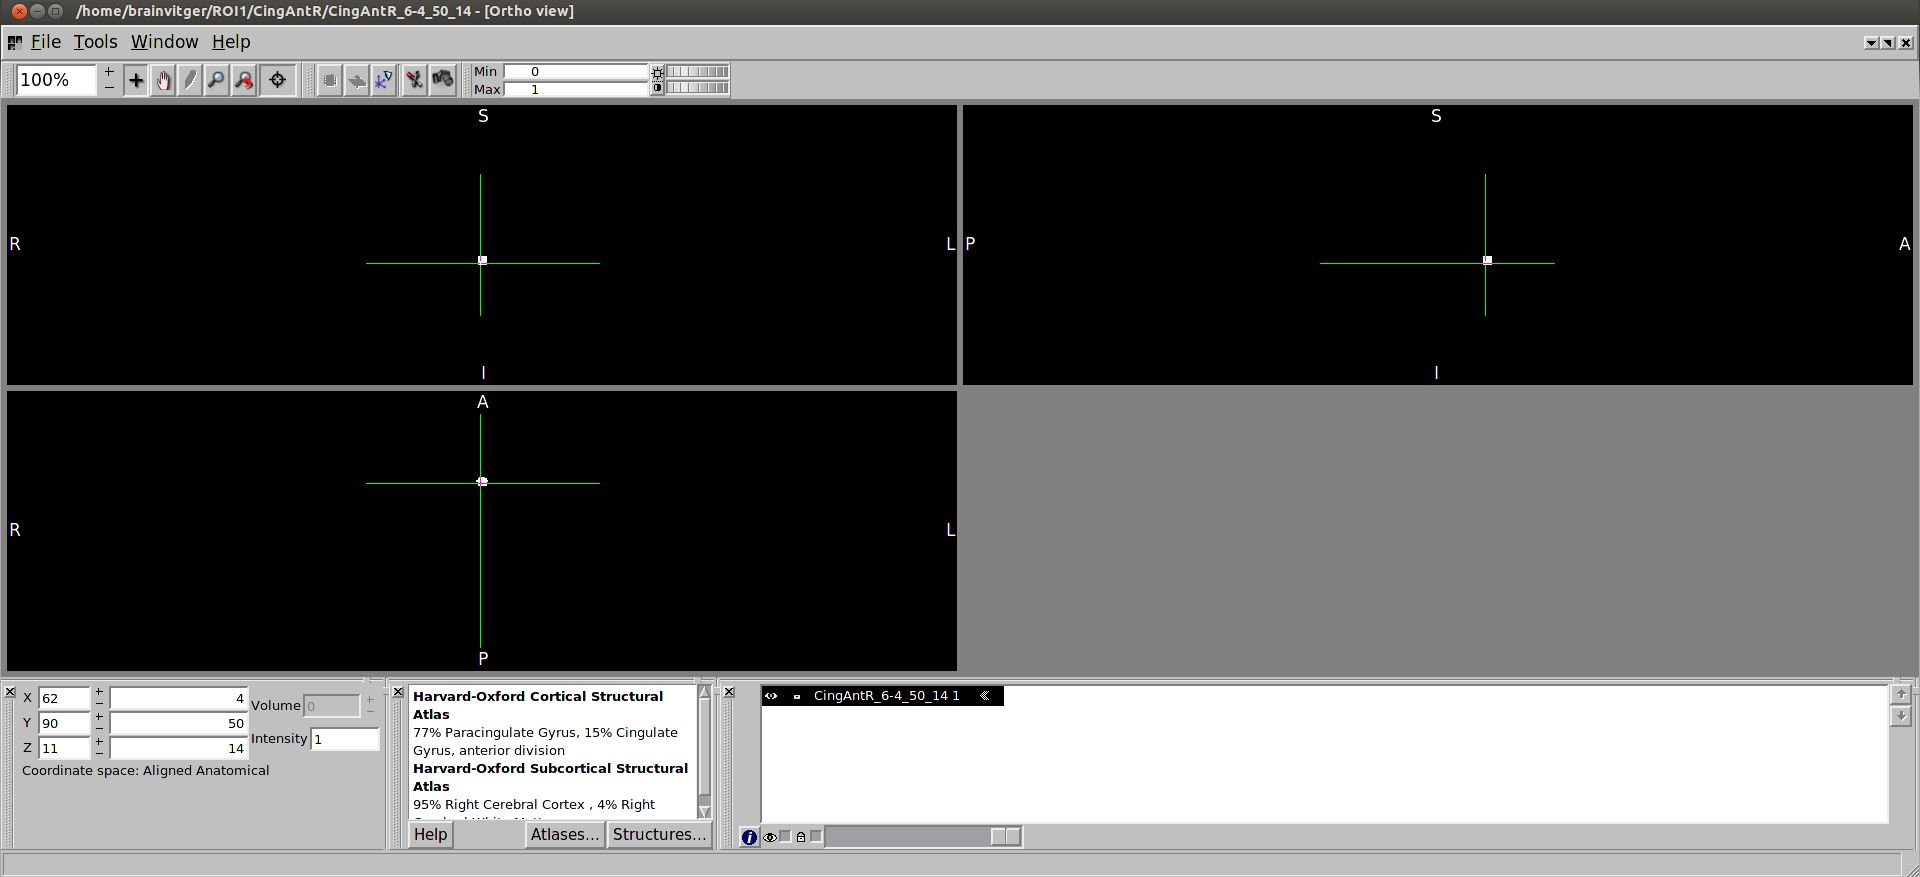 /home/brainvitger/ROI1/CingAntR/CingAntR_6-4_50_14 - [Ortho view]
File Tools Window Help
100% + − Min 0
Max 1
S
R L
I
S
P A
I
A
R L
P
X 62 + − 4
Y 90 + − 50
Z 11 + − 14
Volume 0 + −
Intensity 1
Coordinate space: Aligned Anatomical
Harvard-Oxford Cortical Structural
Atlas
77% Paracingulate Gyrus, 15% Cingulate
Gyrus, anterior division
Harvard-Oxford Subcortical Structural
Atlas
95% Right Cerebral Cortex , 4% Right
Help Atlases... Structures...
CingAntR_6-4_50_14 1